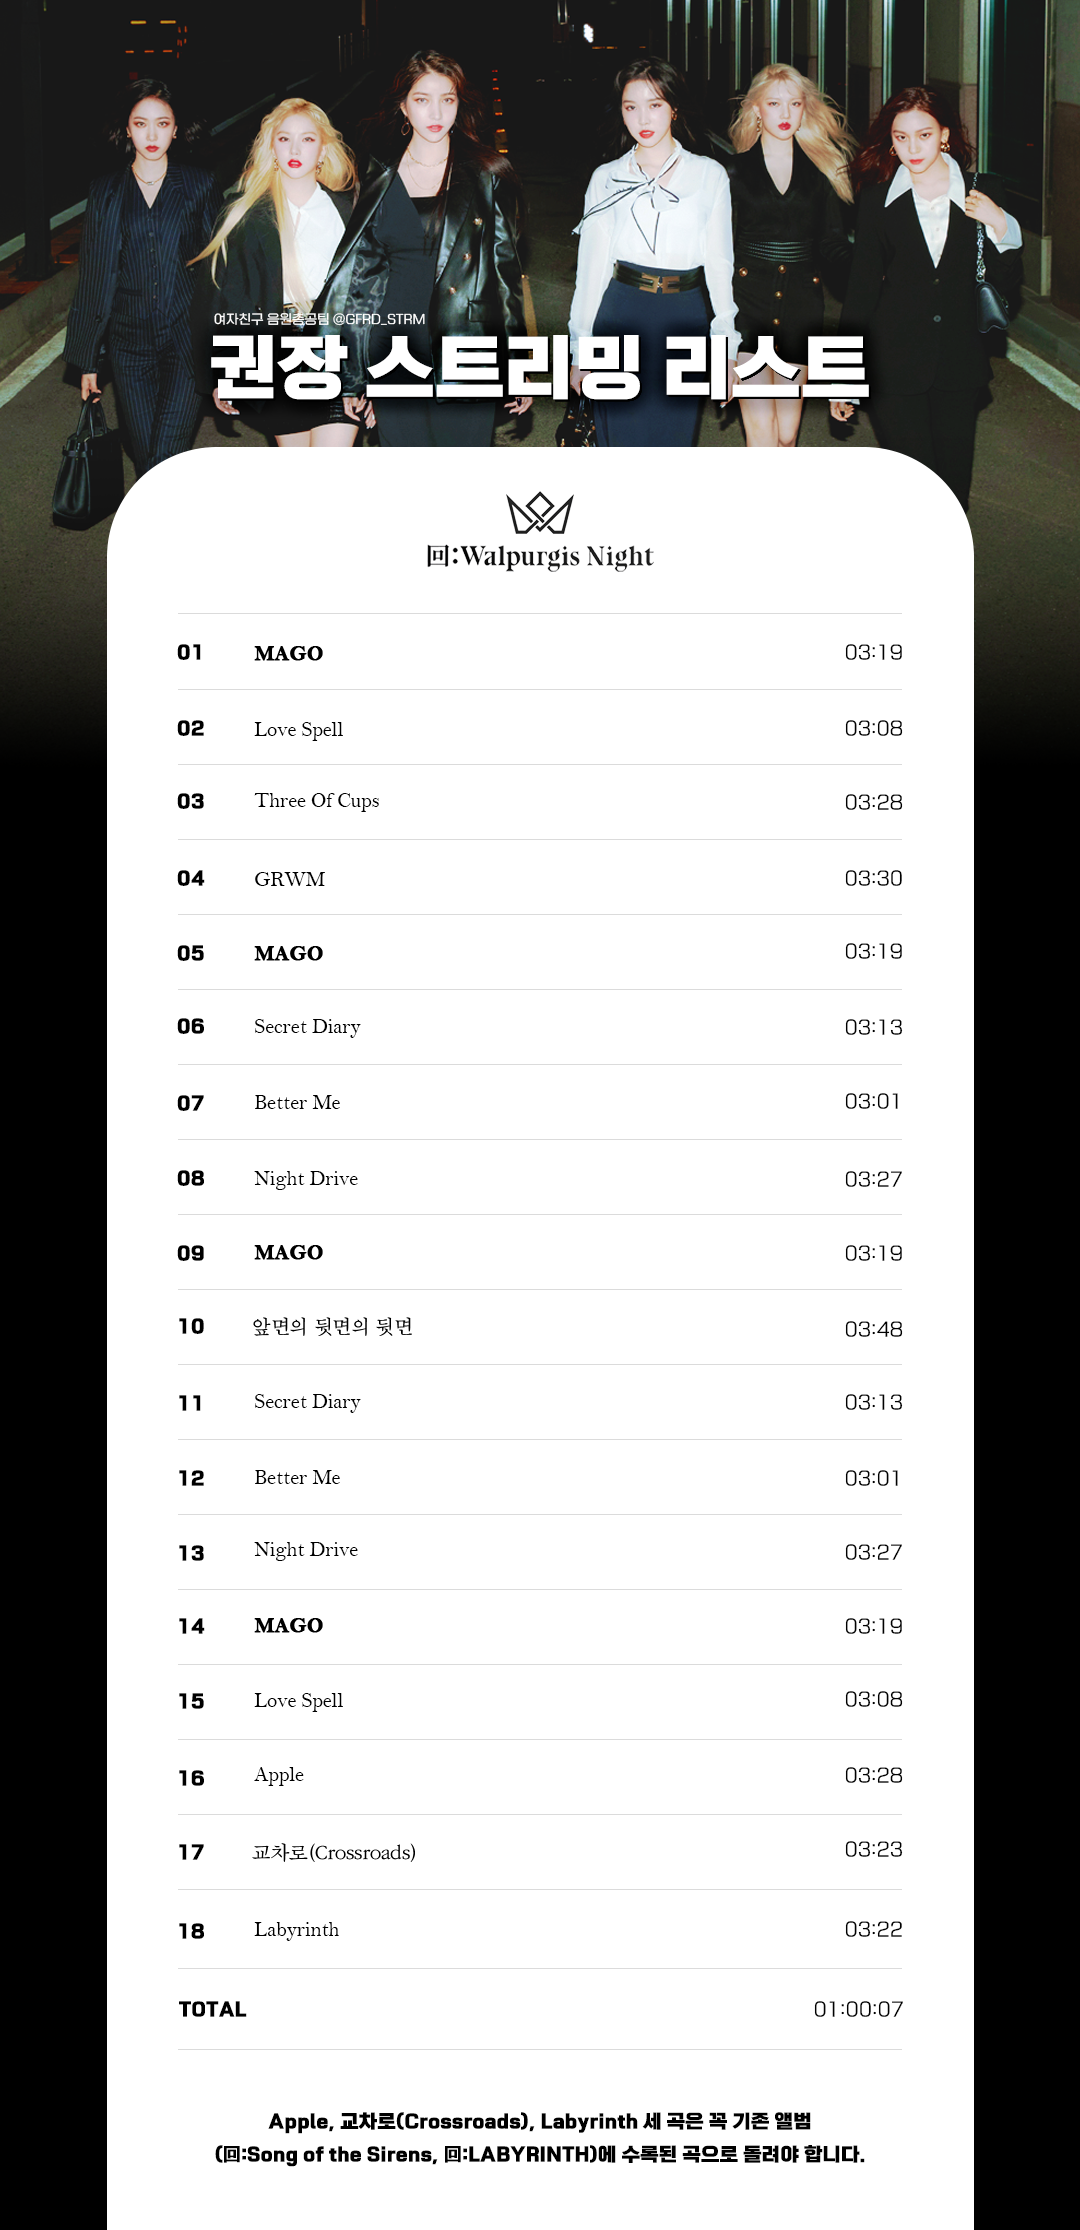 여자친구 음원총공팀 @GFRD_STRM
권장 스트리밍 리스트
回:Walpurgis Night
01 MAGO 03:19
02 Love Spell 03:08
03 Three Of Cups 03:28
04 GRWM 03:30
05 MAGO 03:19
06 Secret Diary 03:13
07 Better Me 03:01
08 Night Drive 03:27
09 MAGO 03:19
10 앞면의 뒷면의 뒷면 03:48
11 Secret Diary 03:13
12 Better Me 03:01
13 Night Drive 03:27
14 MAGO 03:19
15 Love Spell 03:08
16 Apple 03:28
17 교차로(Crossroads) 03:23
18 Labyrinth 03:22
TOTAL 01:00:07
Apple, 교차로(Crossroads), Labyrinth 세 곡은 꼭 기존 앨범
(回:Song of the Sirens, 回:LABYRINTH)에 수록된 곡으로 돌려야 합니다.